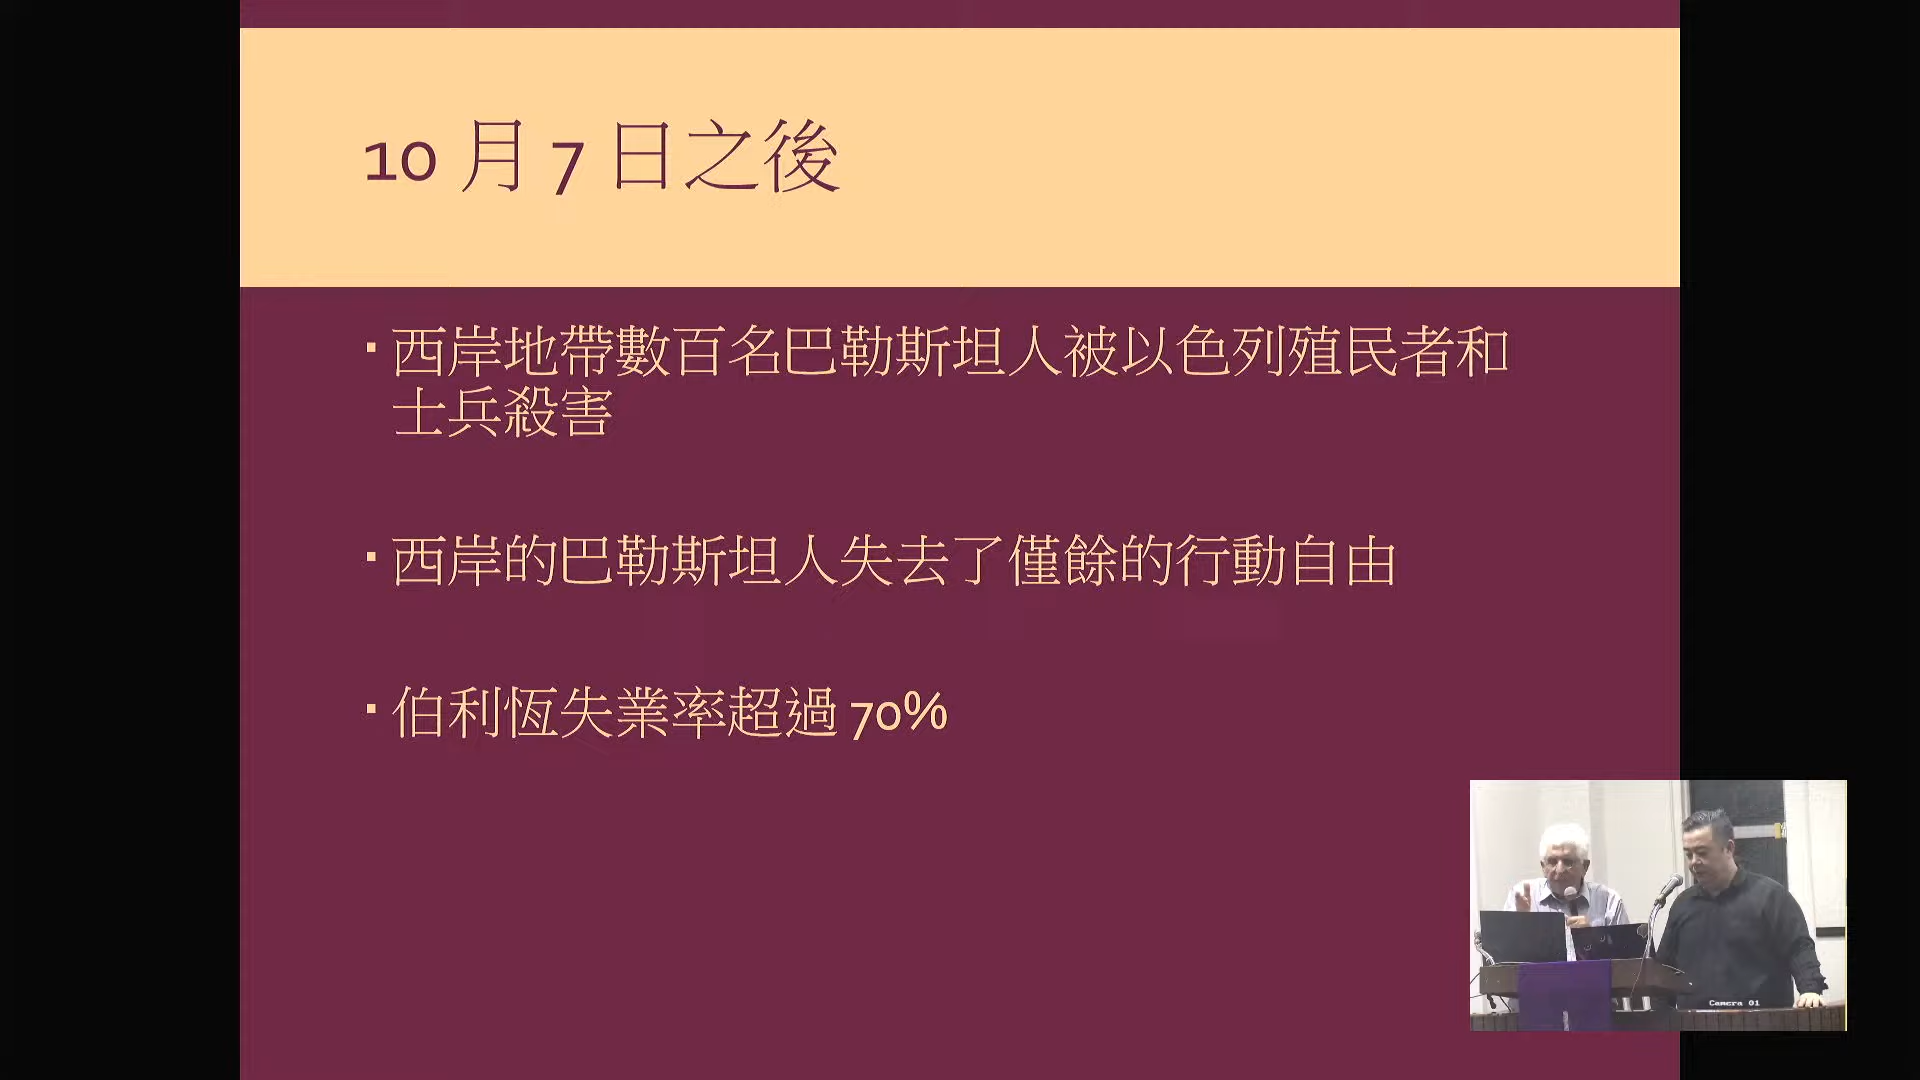 10 月 7 日之後
▪ 西岸地帶數百名巴勒斯坦人被以色列殖民者和
士兵殺害
▪ 西岸的巴勒斯坦人失去了僅餘的行動自由
▪ 伯利恆失業率超過 70%
Camera 01